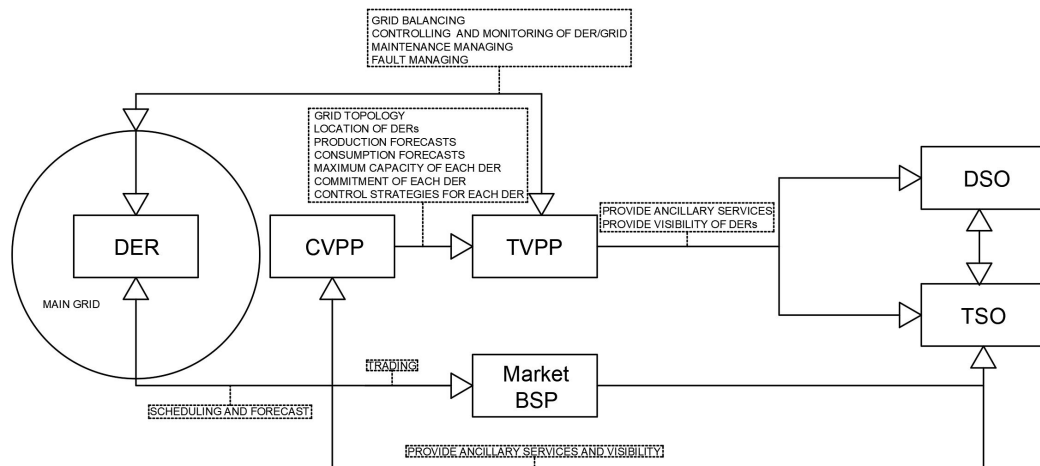 GRID BALANCING
CONTROLLING AND MONITORING OF DER/GRID
MAINTENANCE MANAGING
FAULT MANAGING
GRID TOPOLOGY
LOCATION OF DERs
PRODUCTION FORECASTS
CONSUMPTION FORECASTS
MAXIMUM CAPACITY OF EACH DER
COMMITMENT OF EACH DER
CONTROL STRATEGIES FOR EACH DER
DSO
PROVIDE ANCILLARY SERVICES
PROVIDE VISIBILITY OF DERs
DER
CVPP
TVPP
MAIN GRID
TSO
TRADING
Market
BSP
SCHEDULING AND FORECAST
PROVIDE ANCILLARY SERVICES AND VISIBILITY